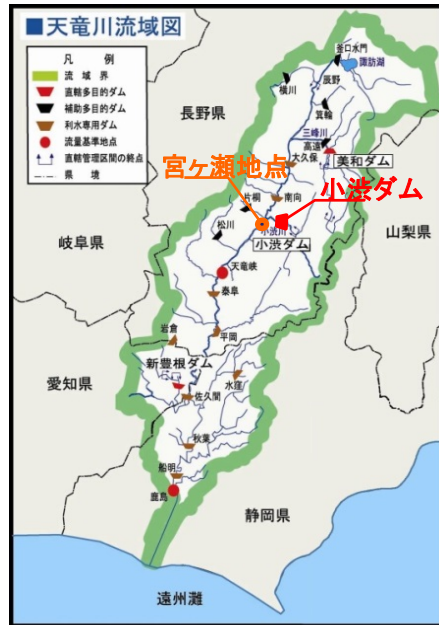 ■天竜川流域図
凡 例
流域界
直轄多目的ダム
補助多目的ダム
利水専用ダム
流量基準地点
直轄管理区間の終点
県境
釜口水門
諏訪湖
辰野
横川
箕輪
長野県
三峰川
高遠
大久保
美和ダム
宮ヶ瀬地点
小渋ダム
片桐
南向
山梨県
松川
小渋川
小渋ダム
岐阜県
天竜峡
泰阜
岩倉
平岡
新豊根ダム
愛知県
水窪
佐久間
秋葉
船明
鹿島
静岡県
遠州灘